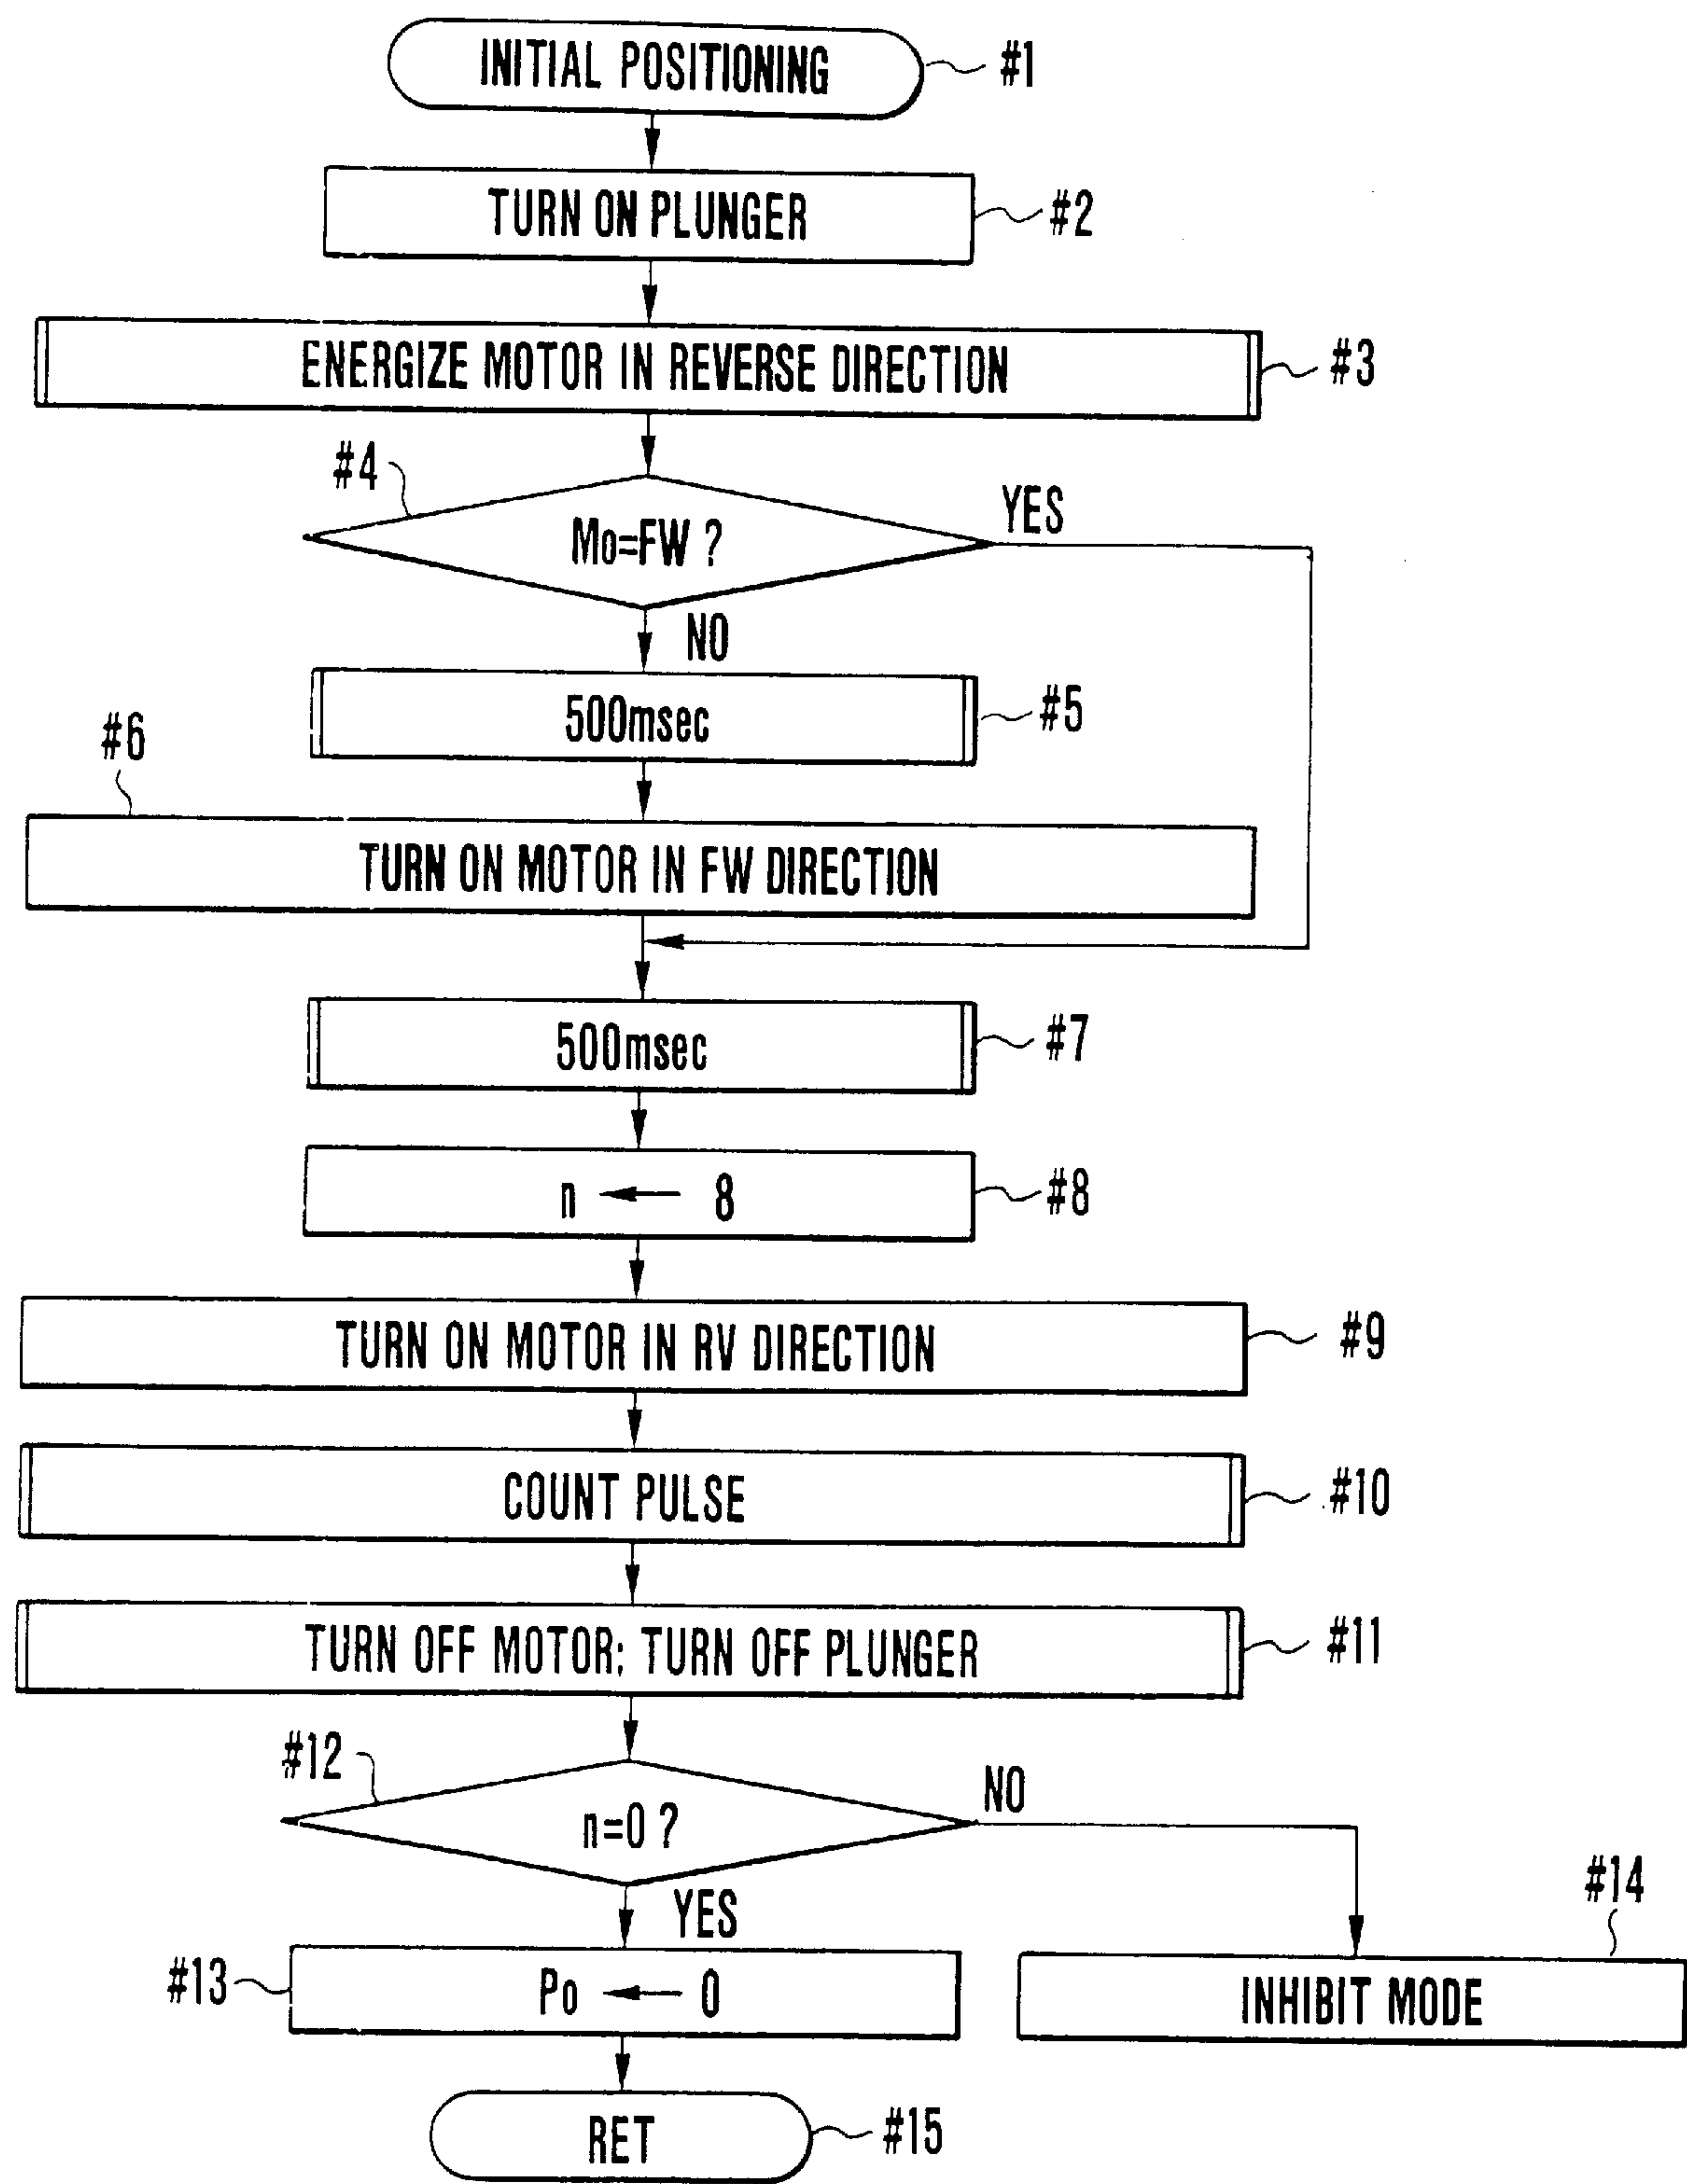 INITIAL POSITIONING #1
TURN ON PLUNGER #2
ENERGIZE MOTOR IN REVERSE DIRECTION #3
#4
Mo=FW ? YES
NO
500msec #5
#6
TURN ON MOTOR IN FW DIRECTION
500msec #7
n ← 8 #8
TURN ON MOTOR IN RV DIRECTION #9
COUNT PULSE #10
TURN OFF MOTOR; TURN OFF PLUNGER #11
#12
n=0 ? NO
YES
#14
#13 Po ← 0
INHIBIT MODE
RET #15